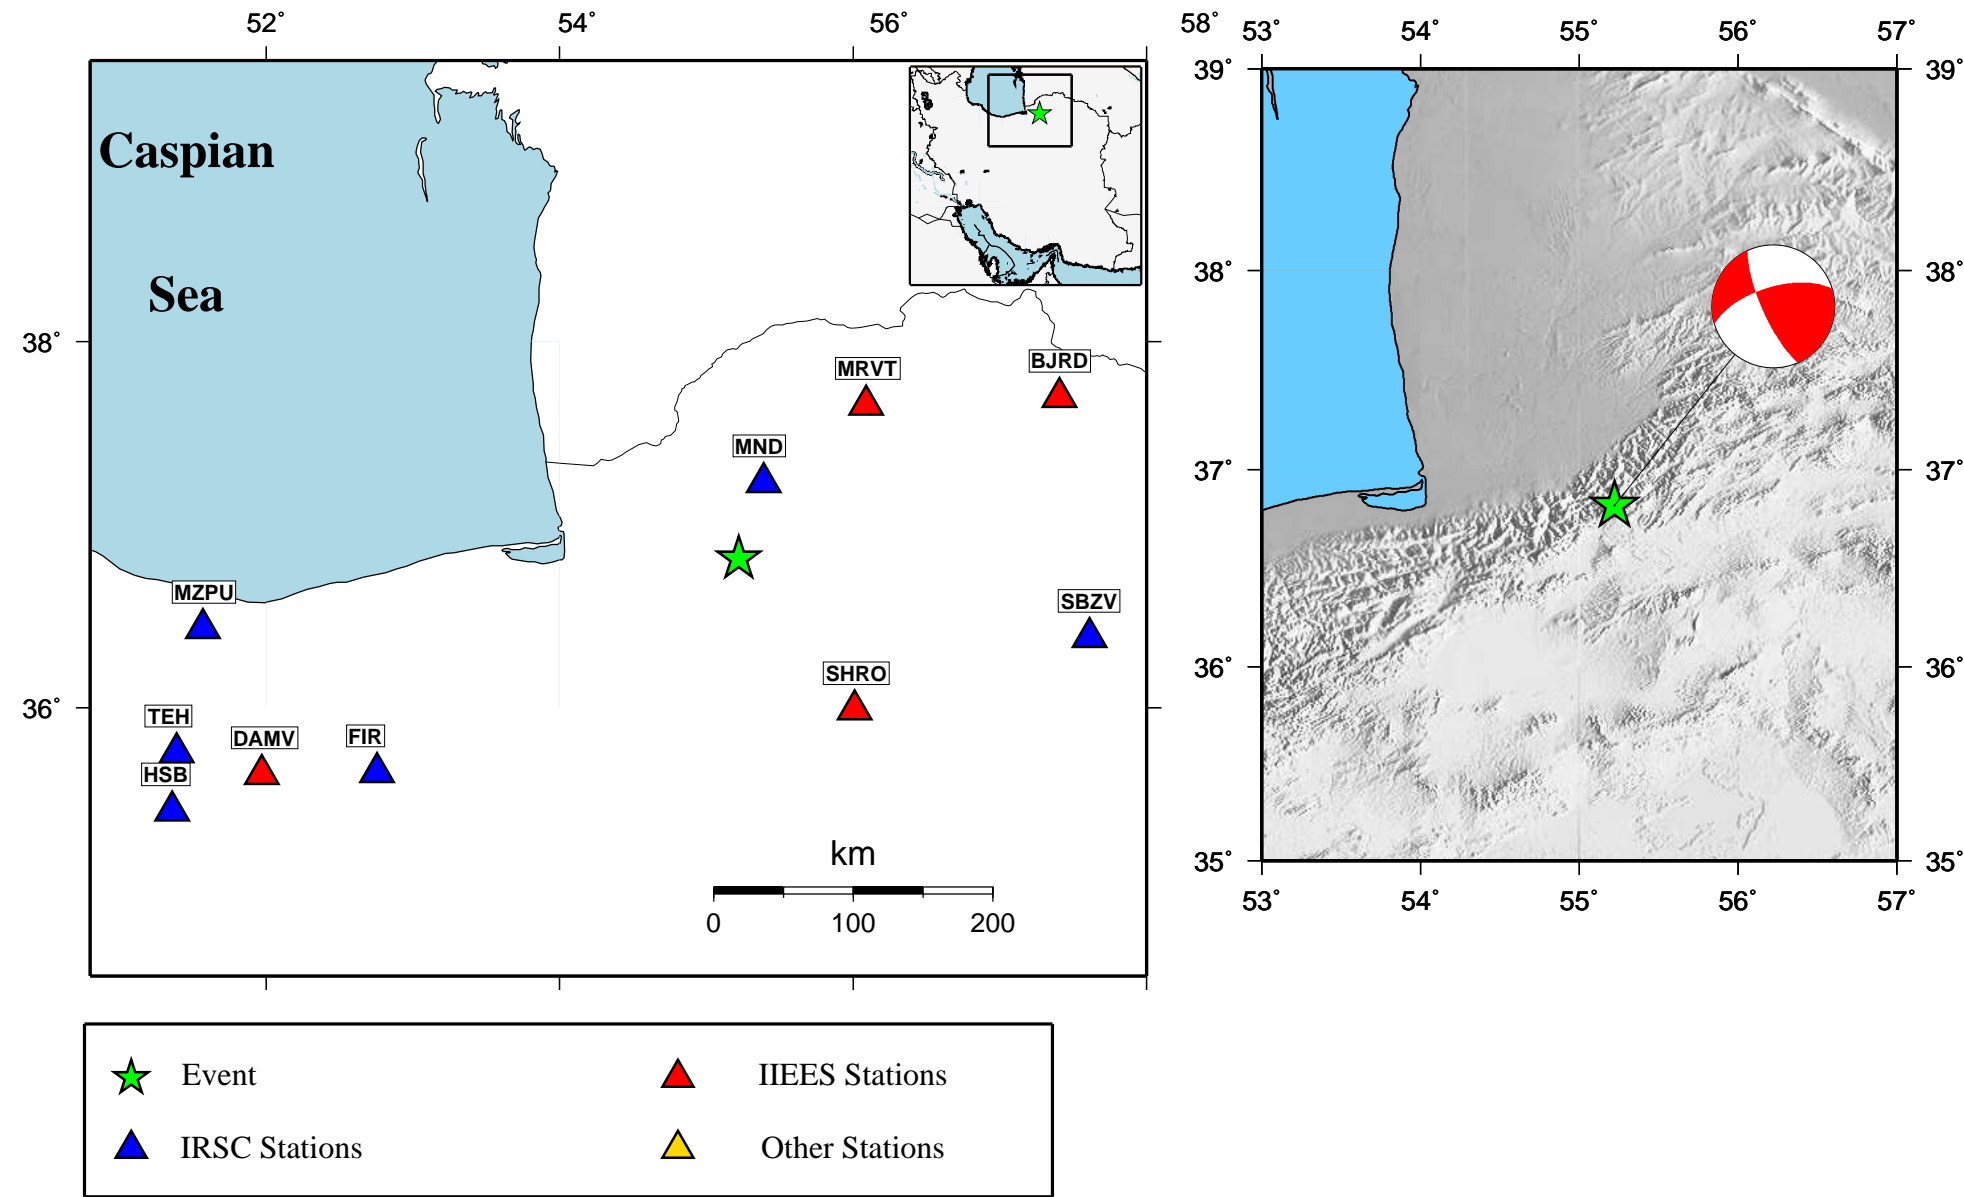 52˚ 54˚ 56˚ 58˚
53˚ 54˚ 55˚ 56˚ 57˚
39˚ 39˚
Caspian
Sea
38˚ 38˚
38˚
MRVT
BJRD
MND
37˚ 37˚
MZPU
SBZV
SHRO
36˚ 36˚
36˚
TEH
DAMV
FIR
HSB
km
0 100 200
35˚ 35˚
53˚ 54˚ 55˚ 56˚ 57˚
Event
IIEES Stations
IRSC Stations
Other Stations